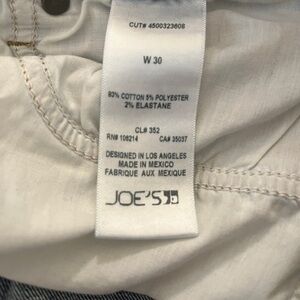 CUT# 4500323608
W 30
93% COTTON 5% POLYESTER
2% ELASTANE
CL# 352
RN# 108214 CA# 35037
DESIGNED IN LOS ANGELES
MADE IN MEXICO
FABRIQUE AUX MEXIQUE
JOE'S